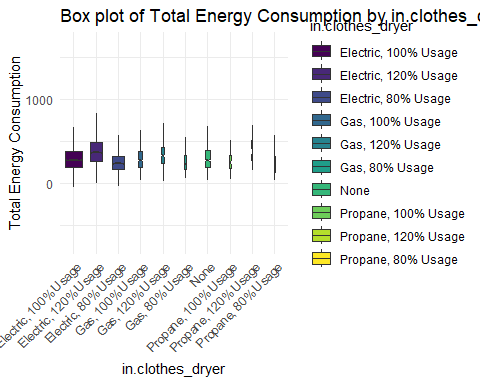 Box plot of Total Energy Consumption by in.clothes_d
in.clothes_dryer
Electric, 100% Usage
Electric, 120% Usage
Electric, 80% Usage
Gas, 100% Usage
Gas, 120% Usage
Gas, 80% Usage
None
Propane, 100% Usage
Propane, 120% Usage
Propane, 80% Usage
Total Energy Consumption
1000
0
Electric, 100% Usage
Electric, 120% Usage
Electric, 80% Usage
Gas, 100% Usage
Gas, 120% Usage
Gas, 80% Usage
None
Propane, 100% Usage
Propane, 120% Usage
Propane, 80% Usage
in.clothes_dryer